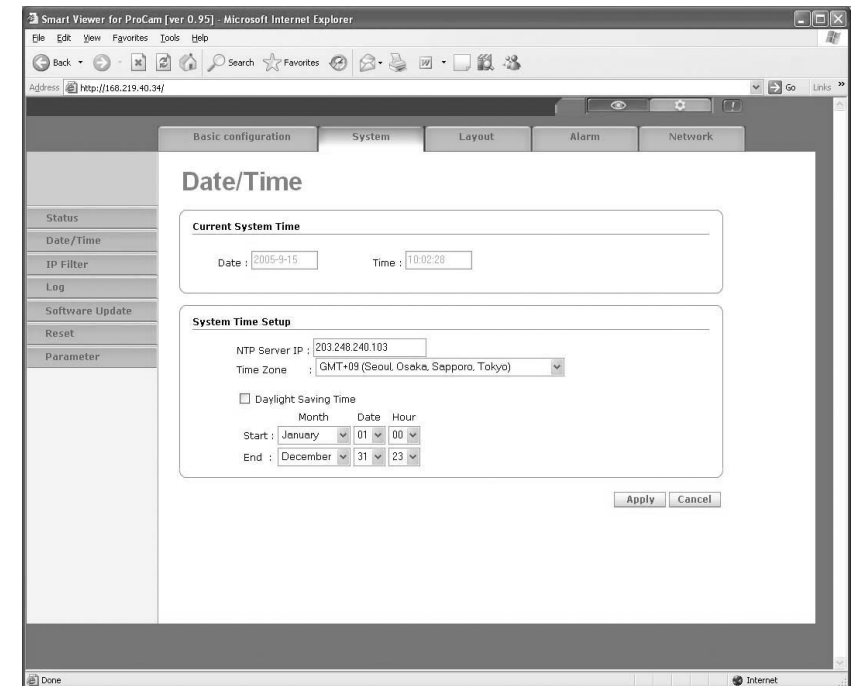 Smart Viewer for ProCam [ver 0.95] - Microsoft Internet Explorer
File Edit View Favorites Tools Help
Back Search Favorites
Address http://168.219.40.34/ Go Links »
Basic configuration System Layout Alarm Network
Date/Time
Status
Date/Time
IP Filter
Log
Software Update
Reset
Parameter
Current System Time
Date : 2005-9-15 Time : 10:02:28
System Time Setup
NTP Server IP : 203.248.240.103
Time Zone : GMT+09 (Seoul, Osaka, Sapporo, Tokyo)
Daylight Saving Time
Month Date Hour
Start : January 01 00
End : December 31 23
Apply Cancel
Done Internet